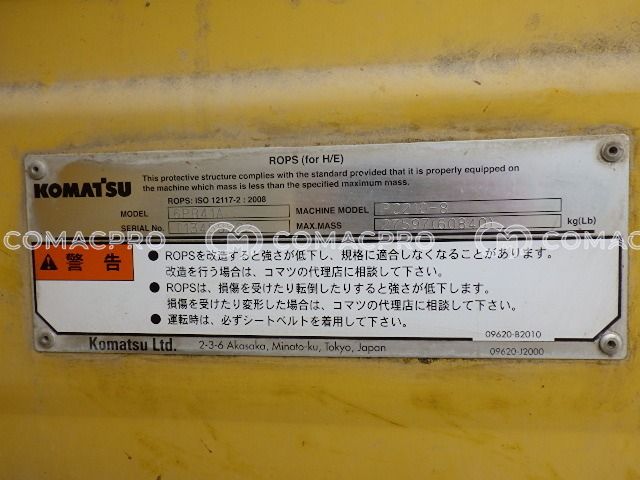 ROPS (for H/E)
This protective structure complies with the standard provided that it is properly equipped on
the machine which mass is less than the specified maximum mass.
KOMATSU
ROPS: ISO 12117-2 : 2008
MODEL MACHINE MODEL
SERIAL No. MAX.MASS kg(Lb)
COMACPRO COMACPRO COMACPRO
⚠ 警告
● ROPSを改造すると強さが低下し、規格に適合しなくなることがあります。
改造を行う場合は、コマツの代理店に相談して下さい。
● ROPSは、損傷を受けたり転倒したりすると強さが低下します。
損傷を受けたり変形した場合は、コマツの代理店に相談して下さい。
● 運転時は、必ずシートベルトを着用して下さい。
09620-B2010
Komatsu Ltd. 2-3-6 Akasaka, Minato-ku, Tokyo, Japan
09620-J2000